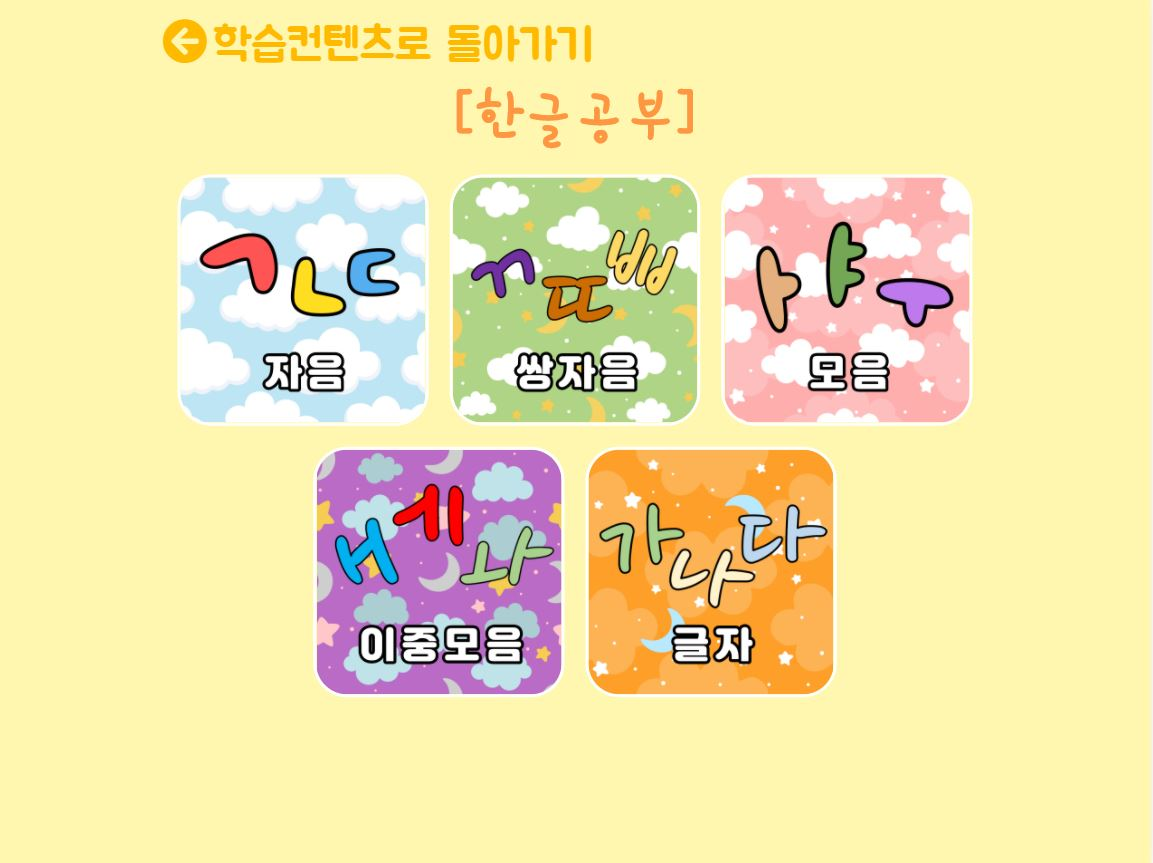 학습컨텐츠로 돌아가기
[한글공부]
ㄱㄴㄷ
자음
ㄲㄸㅃ
쌍자음
ㅏㅑㅜ
모음
ㅔㅖㅘ
이중모음
가나다
글자